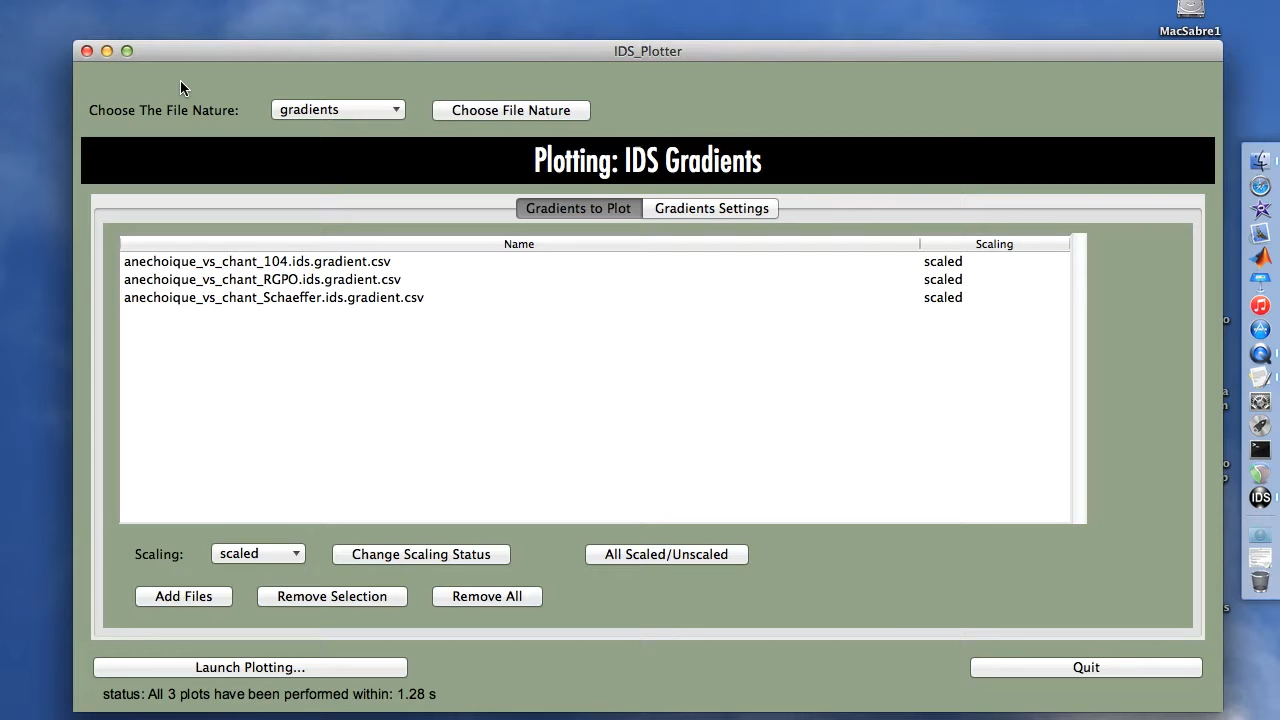 MacSabre1
IDS_Plotter
Choose The File Nature: gradients Choose File Nature
Plotting: IDS Gradients
Gradients to Plot Gradients Settings
Name Scaling
anechoique_vs_chant_104.ids.gradient.csv scaled
anechoique_vs_chant_RGPO.ids.gradient.csv scaled
anechoique_vs_chant_Schaeffer.ids.gradient.csv scaled
Scaling: scaled Change Scaling Status All Scaled/Unscaled
IDS
Add Files Remove Selection Remove All
Launch Plotting... Quit
status: All 3 plots have been performed within: 1.28 s